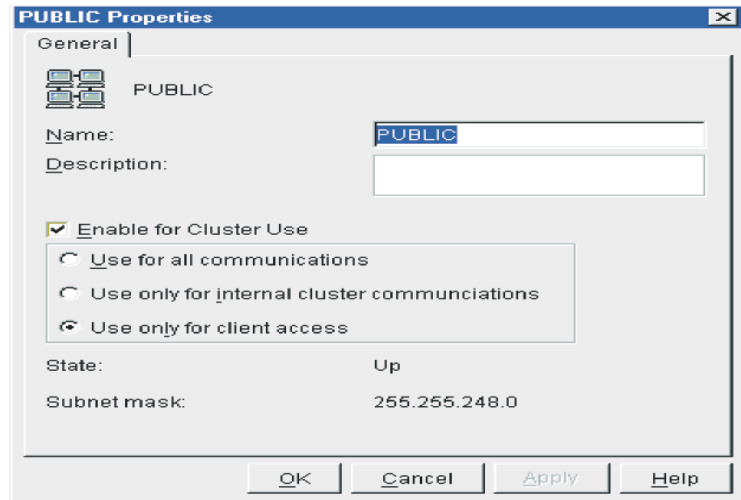 PUBLIC Properties
General
PUBLIC
Name:
PUBLIC
Description:
Enable for Cluster Use
Use for all communications
Use only for internal cluster communciations
Use only for client access
State: Up
Subnet mask: 255.255.248.0
OK Cancel Apply Help